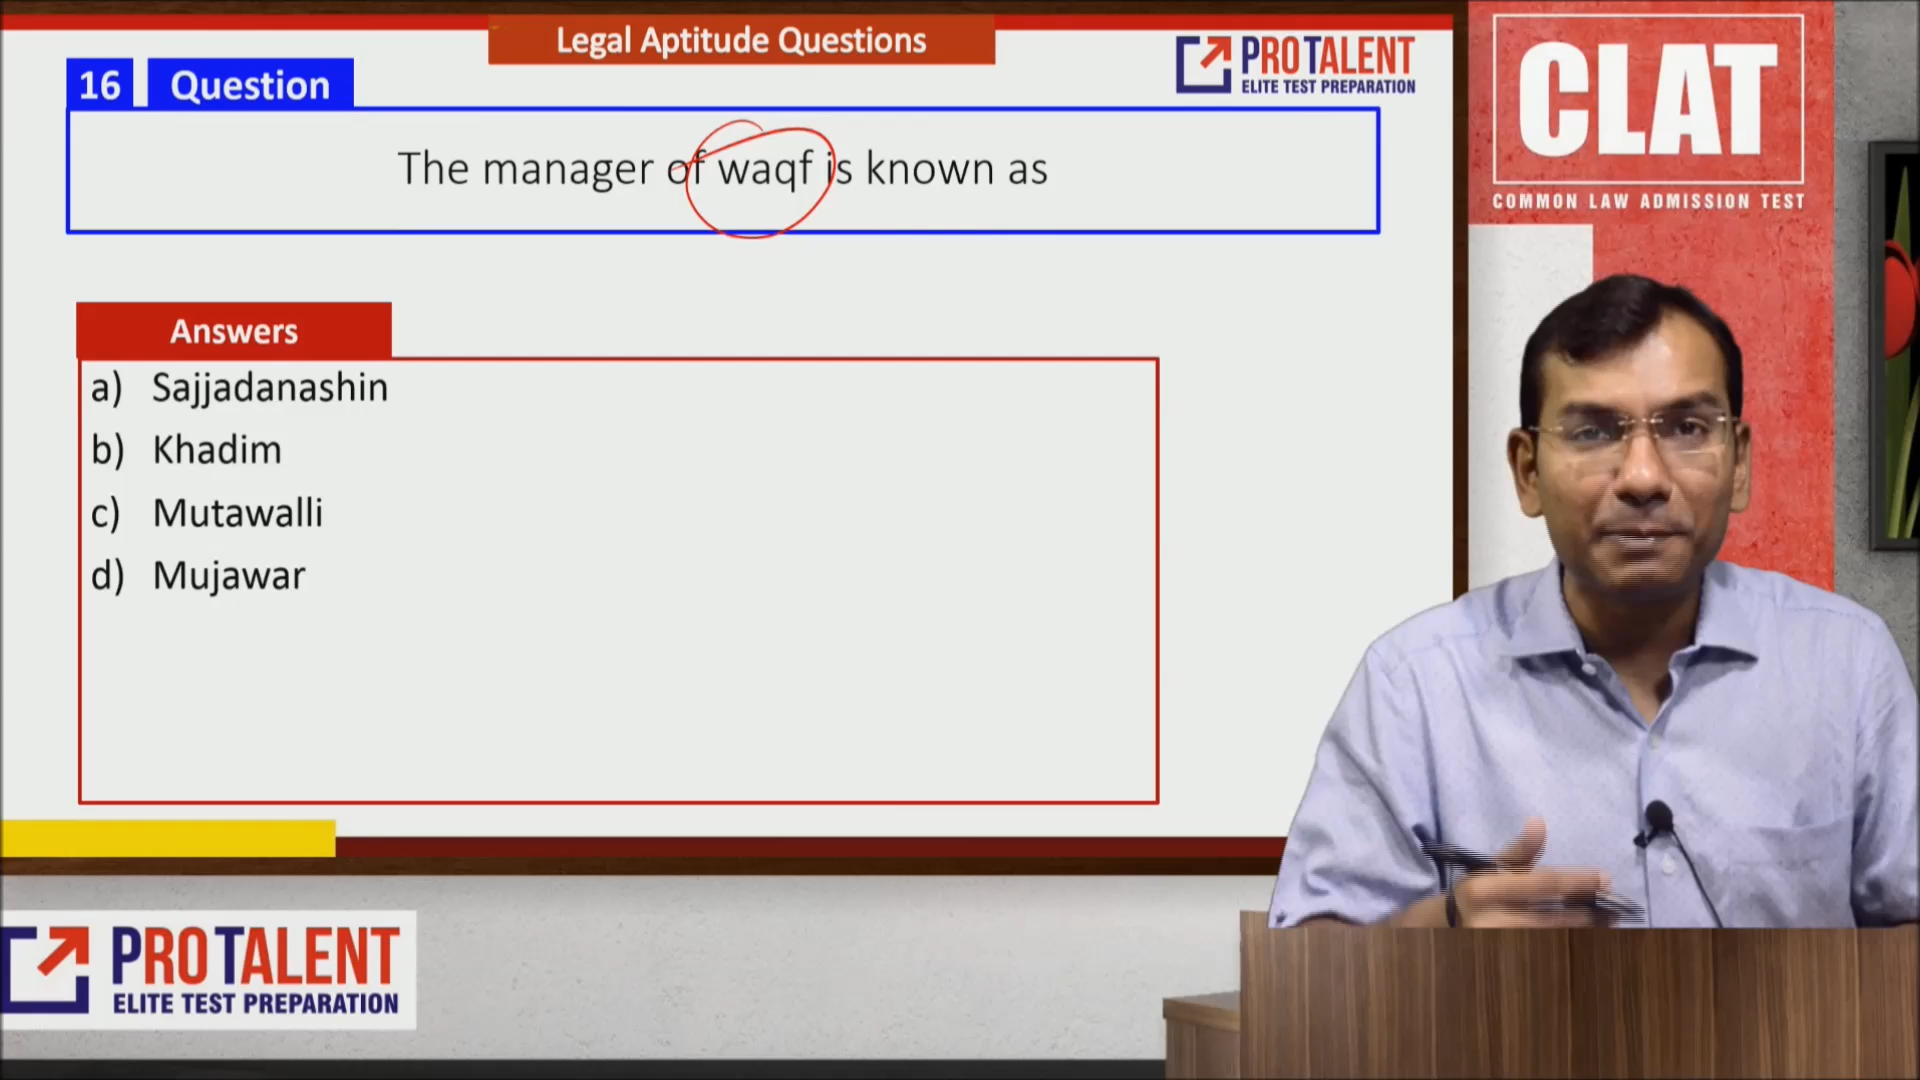 Legal Aptitude Questions
PROTALENT
ELITE TEST PREPARATION
CLAT
COMMON LAW ADMISSION TEST
16 Question
The manager of waqf is known as
Answers
a) Sajjadanashin
b) Khadim
c) Mutawalli
d) Mujawar
PROTALENT
ELITE TEST PREPARATION